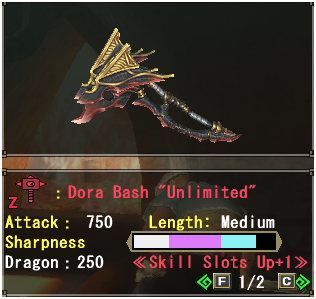 Z : Dora Bash "Unlimited"
Attack : 750 Length: Medium
Sharpness
Dragon : 250 ≪Skill Slots Up+1≫
F 1/2 C